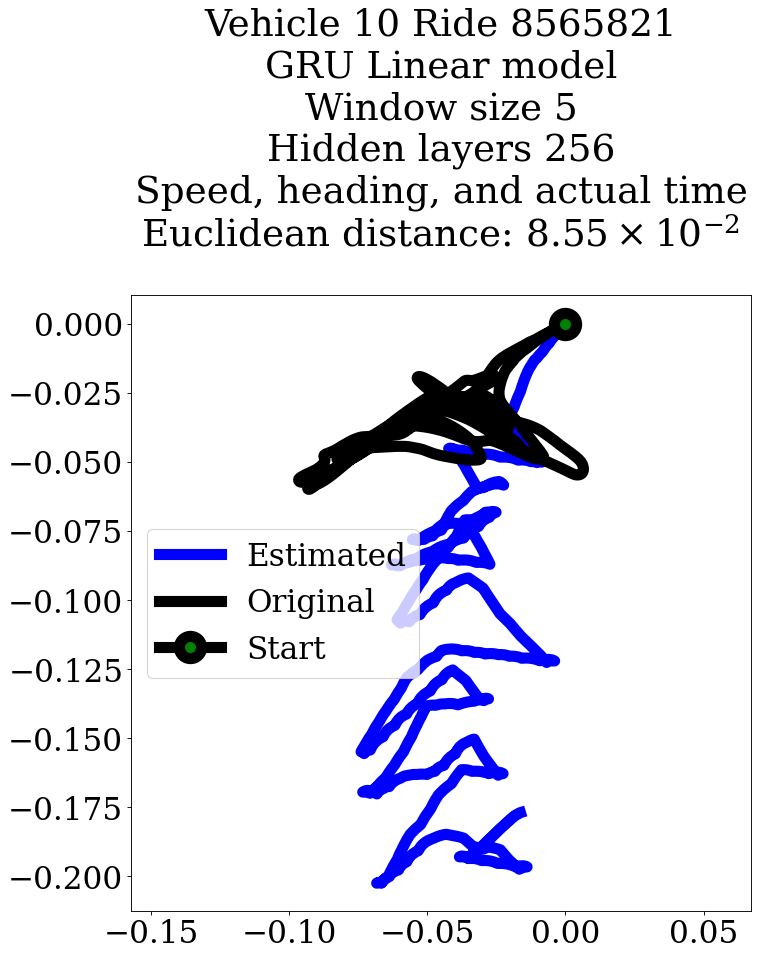 Vehicle 10 Ride 8565821
GRU Linear model
Window size 5
Hidden layers 256
Speed, heading, and actual time
Euclidean distance: 8.55 × 10⁻²
0.000
−0.025
−0.050
−0.075
−0.100
−0.125
−0.150
−0.175
−0.200
Estimated
Original
Start
−0.15 −0.10 −0.05 0.00 0.05